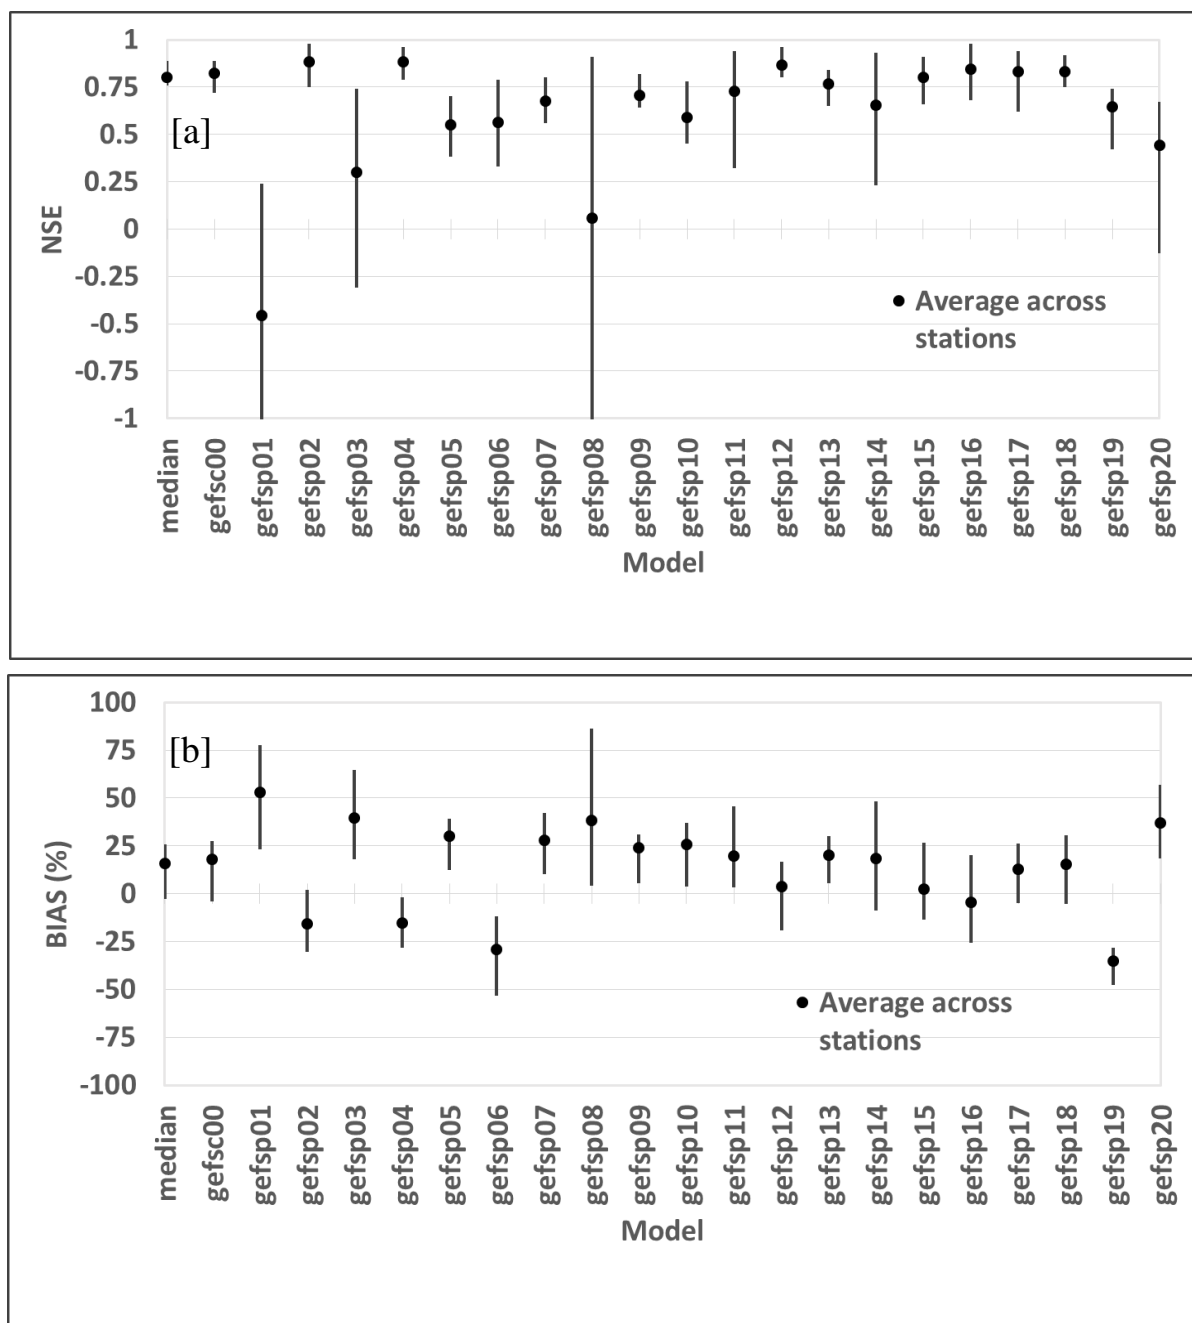 1
0.75
0.5
0.25
0
-0.25
-0.5
-0.75
-1
NSE
[a]
Average across
stations
median
gefsc00
gefsp01
gefsp02
gefsp03
gefsp04
gefsp05
gefsp06
gefsp07
gefsp08
gefsp09
gefsp10
gefsp11
gefsp12
gefsp13
gefsp14
gefsp15
gefsp16
gefsp17
gefsp18
gefsp19
gefsp20
Model
100
75
50
25
0
-25
-50
-75
-100
BIAS (%)
[b]
Average across
stations
median
gefsc00
gefsp01
gefsp02
gefsp03
gefsp04
gefsp05
gefsp06
gefsp07
gefsp08
gefsp09
gefsp10
gefsp11
gefsp12
gefsp13
gefsp14
gefsp15
gefsp16
gefsp17
gefsp18
gefsp19
gefsp20
Model